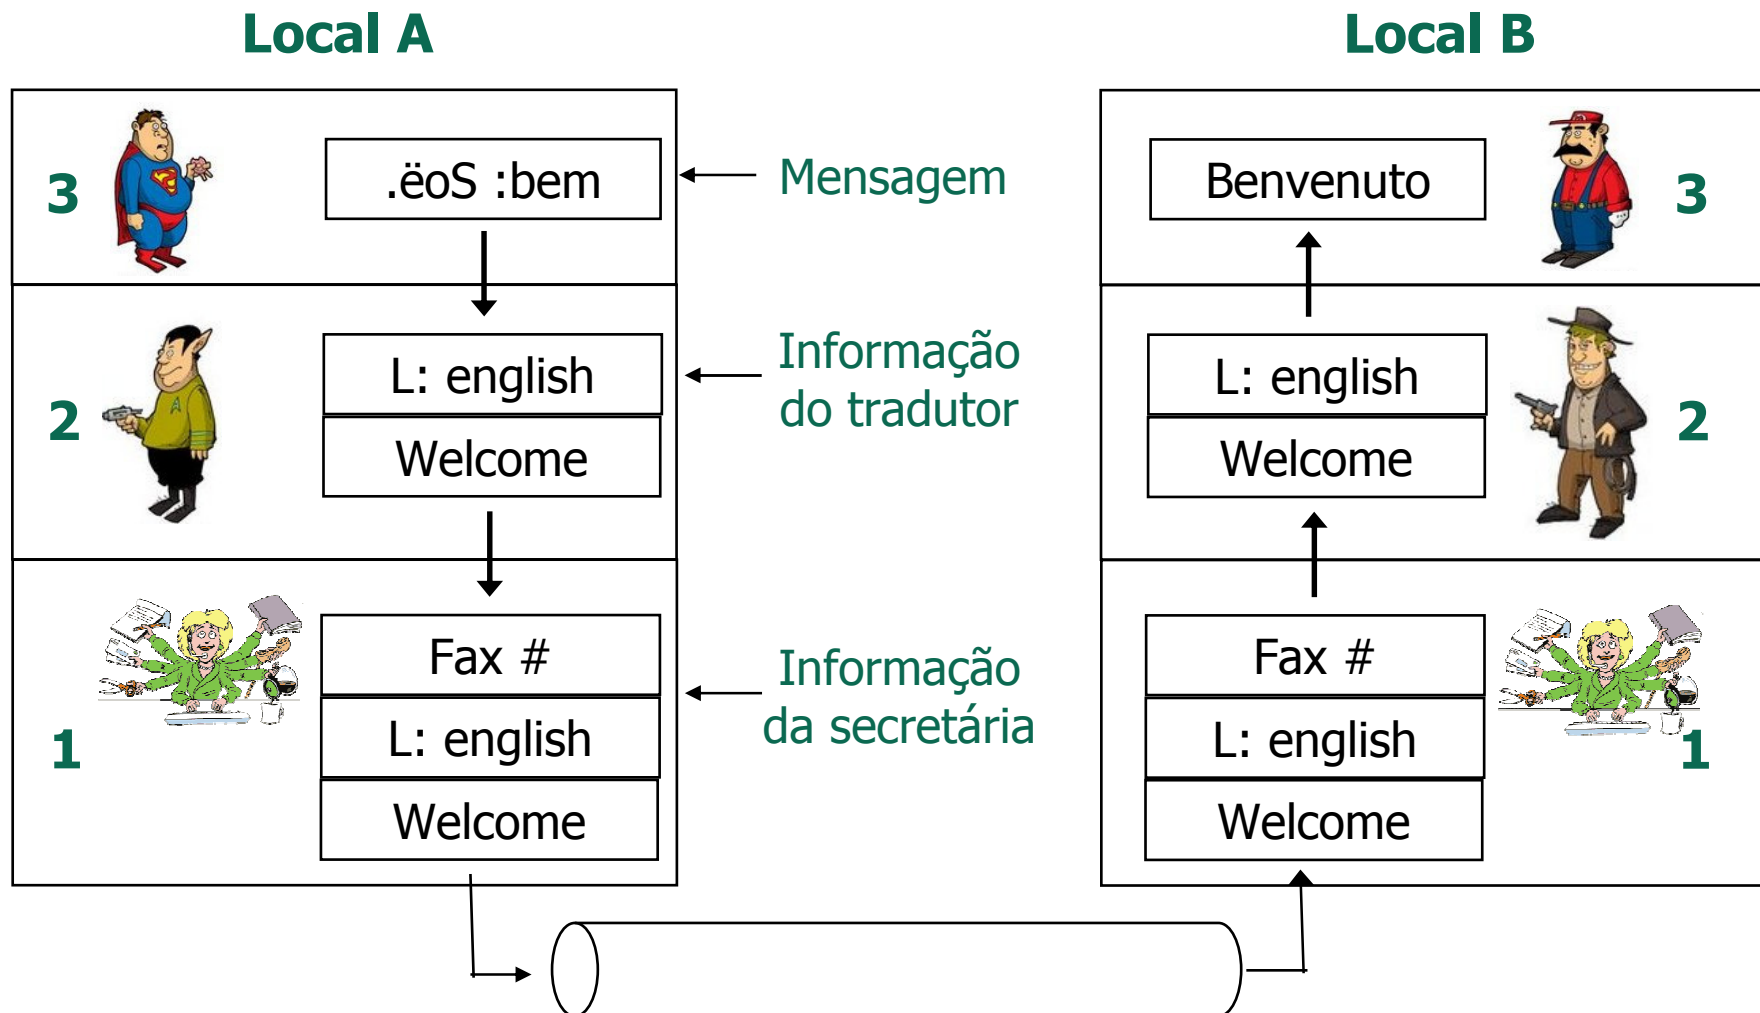 Local A
Local B
3
.ëoS :bem
Mensagem
Benvenuto
3
2
L: english
Welcome
Informação
do tradutor
L: english
Welcome
2
1
Fax #
L: english
Welcome
Informação
da secretária
Fax #
L: english
Welcome
1